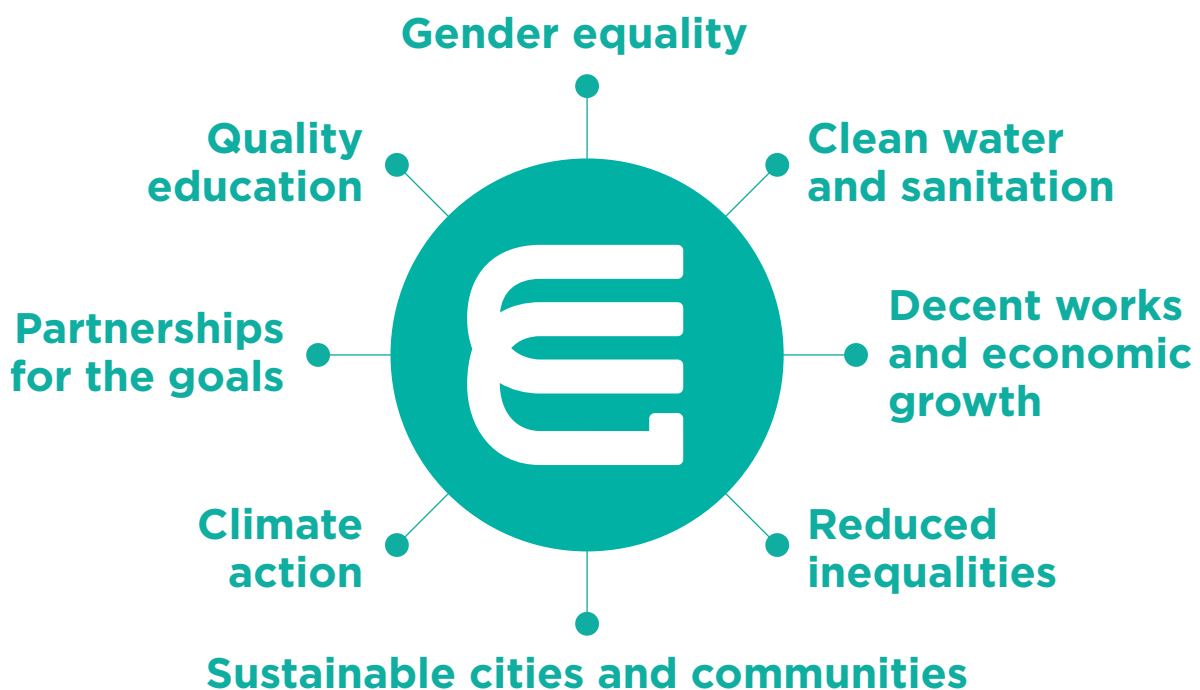 Gender equality
Quality
education
Clean water
and sanitation
Partnerships
for the goals
Decent works
and economic
growth
Climate
action
Reduced
inequalities
Sustainable cities and communities